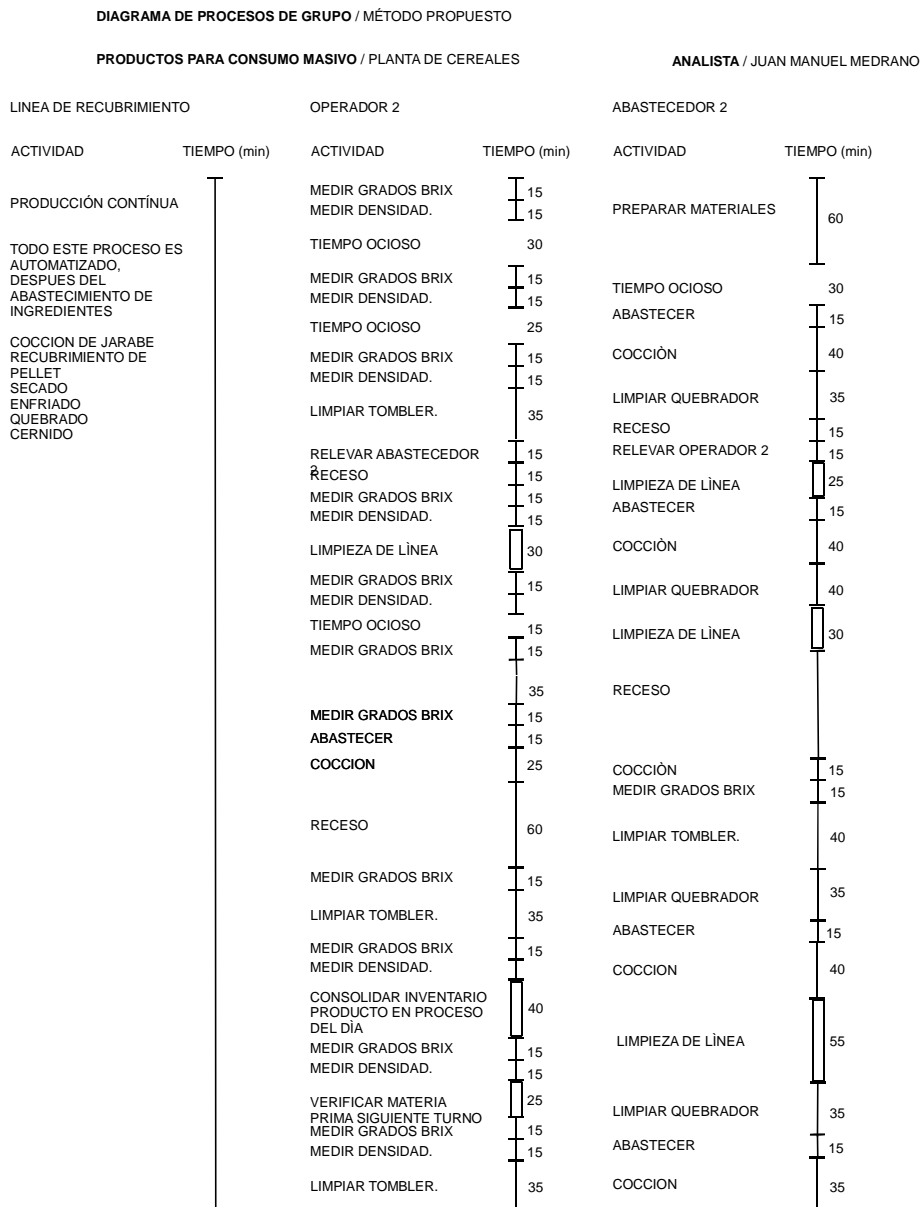 DIAGRAMA DE PROCESOS DE GRUPO / MÉTODO PROPUESTO
PRODUCTOS PARA CONSUMO MASIVO / PLANTA DE CEREALES
ANALISTA / JUAN MANUEL MEDRANO
LINEA DE RECUBRIMIENTO
ACTIVIDAD TIEMPO (min)
PRODUCCIÓN CONTÍNUA
TODO ESTE PROCESO ES
AUTOMATIZADO,
DESPUES DEL
ABASTECIMIENTO DE
INGREDIENTES
COCCION DE JARABE
RECUBRIMIENTO DE
PELLET
SECADO
ENFRIADO
QUEBRADO
CERNIDO
OPERADOR 2
ACTIVIDAD TIEMPO (min)
MEDIR GRADOS BRIX 15
MEDIR DENSIDAD. 15
TIEMPO OCIOSO 30
MEDIR GRADOS BRIX 15
MEDIR DENSIDAD. 15
TIEMPO OCIOSO 25
MEDIR GRADOS BRIX 15
MEDIR DENSIDAD. 15
LIMPIAR TOMBLER. 35
RELEVAR ABASTECEDOR 15
2
RECESO 15
MEDIR GRADOS BRIX 15
MEDIR DENSIDAD. 15
LIMPIEZA DE LÌNEA 30
MEDIR GRADOS BRIX 15
MEDIR DENSIDAD.
TIEMPO OCIOSO 15
MEDIR GRADOS BRIX 15
35
MEDIR GRADOS BRIX 15
ABASTECER 15
COCCION 25
RECESO 60
MEDIR GRADOS BRIX 15
LIMPIAR TOMBLER. 35
MEDIR GRADOS BRIX 15
MEDIR DENSIDAD.
CONSOLIDAR INVENTARIO
PRODUCTO EN PROCESO 40
DEL DÌA
MEDIR GRADOS BRIX 15
MEDIR DENSIDAD. 15
VERIFICAR MATERIA 25
PRIMA SIGUIENTE TURNO
MEDIR GRADOS BRIX 15
MEDIR DENSIDAD. 15
LIMPIAR TOMBLER. 35
ABASTECEDOR 2
ACTIVIDAD TIEMPO (min)
PREPARAR MATERIALES 60
TIEMPO OCIOSO 30
ABASTECER 15
COCCIÒN 40
LIMPIAR QUEBRADOR 35
RECESO 15
RELEVAR OPERADOR 2 15
LIMPIEZA DE LÌNEA 25
ABASTECER 15
COCCIÒN 40
LIMPIAR QUEBRADOR 40
LIMPIEZA DE LÌNEA 30
RECESO
COCCIÒN 15
MEDIR GRADOS BRIX 15
LIMPIAR TOMBLER. 40
LIMPIAR QUEBRADOR 35
ABASTECER 15
COCCION 40
LIMPIEZA DE LÌNEA 55
LIMPIAR QUEBRADOR 35
ABASTECER 15
COCCION 35